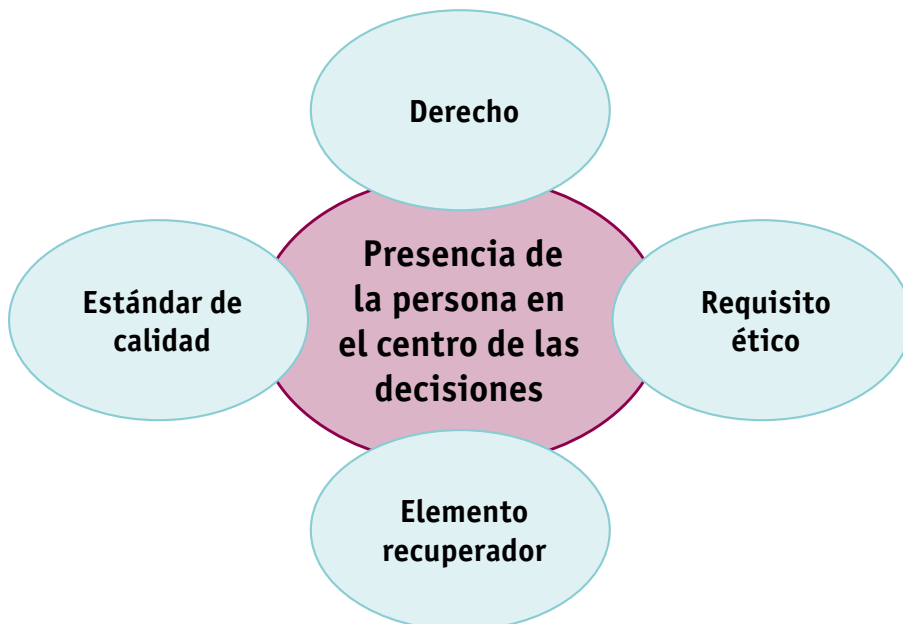 Derecho
Presencia de
la persona en
el centro de las
decisiones
Estándar de
calidad
Requisito
ético
Elemento
recuperador